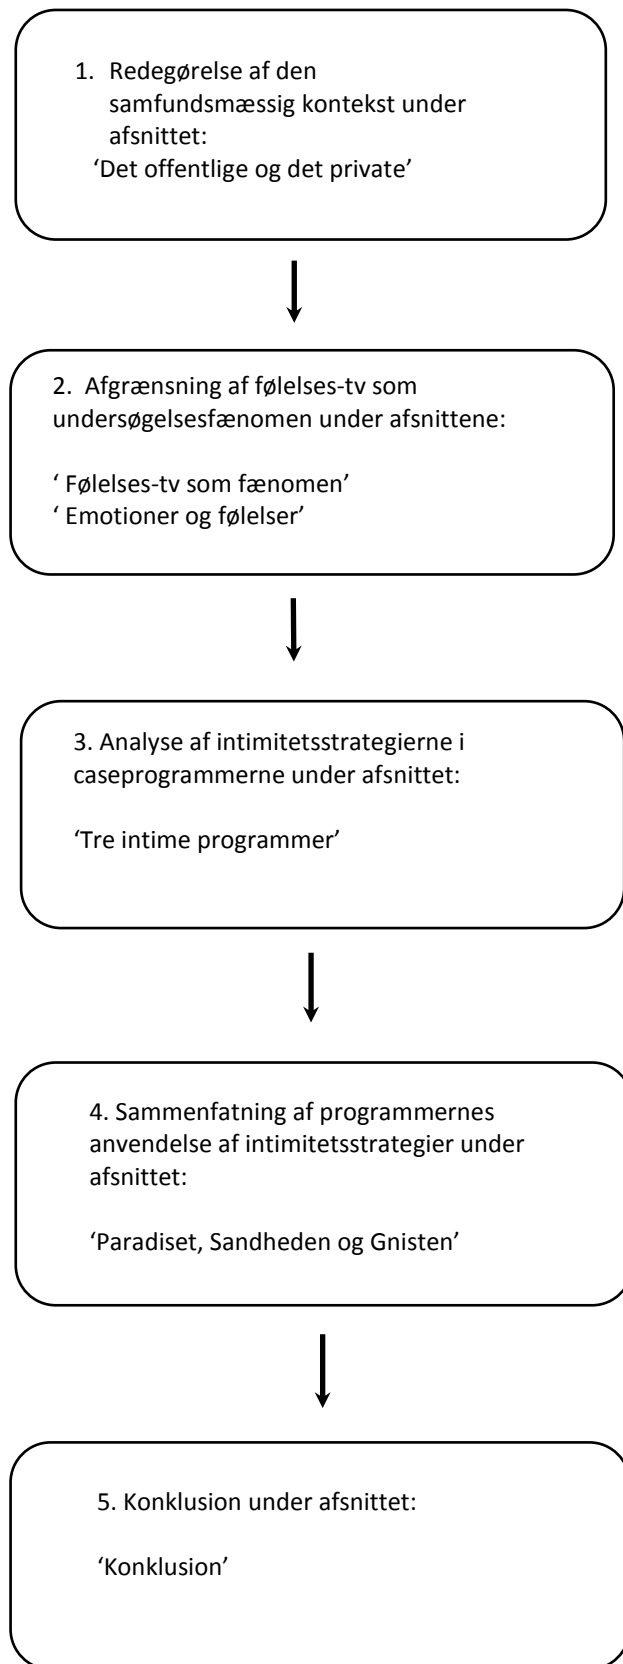 1. Redegørelse af den
samfundsmæssig kontekst under
afsnittet:
‘Det offentlige og det private’
2. Afgrænsning af følelses-tv som
undersøgelsesfænomen under afsnittene:
‘ Følelses-tv som fænomen’
‘ Emotioner og følelser’
3. Analyse af intimitetsstrategierne i
caseprogrammerne under afsnittet:
‘Tre intime programmer’
4. Sammenfatning af programmernes
anvendelse af intimitetsstrategier under
afsnittet:
‘Paradiset, Sandheden og Gnisten’
5. Konklusion under afsnittet:
‘Konklusion’